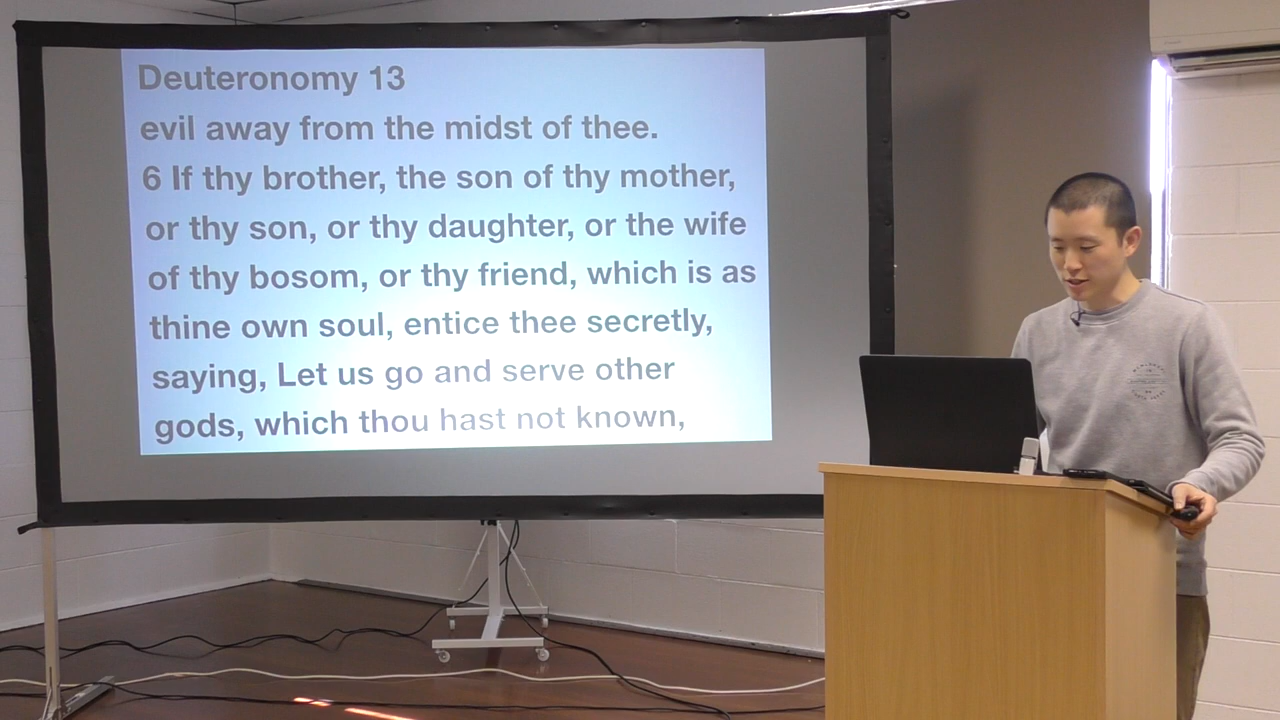 Deuteronomy 13
evil away from the midst of thee.
6 If thy brother, the son of thy mother,
or thy son, or thy daughter, or the wife
of thy bosom, or thy friend, which is as
thine own soul, entice thee secretly,
saying, Let us go and serve other
gods, which thou hast not known,